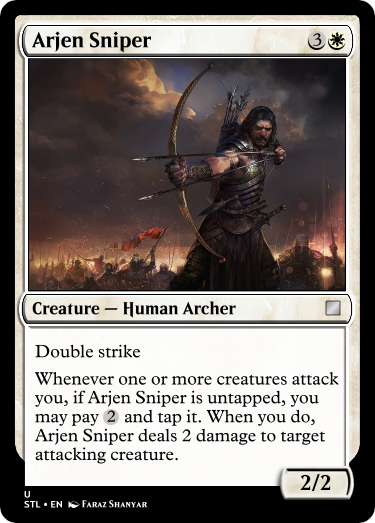 Arjen Sniper 3
Creature — Human Archer
Double strike
Whenever one or more creatures attack
you, if Arjen Sniper is untapped, you
may pay 2 and tap it. When you do,
Arjen Sniper deals 2 damage to target
attacking creature.
2/2
U
STL • EN Faraz Shanyar